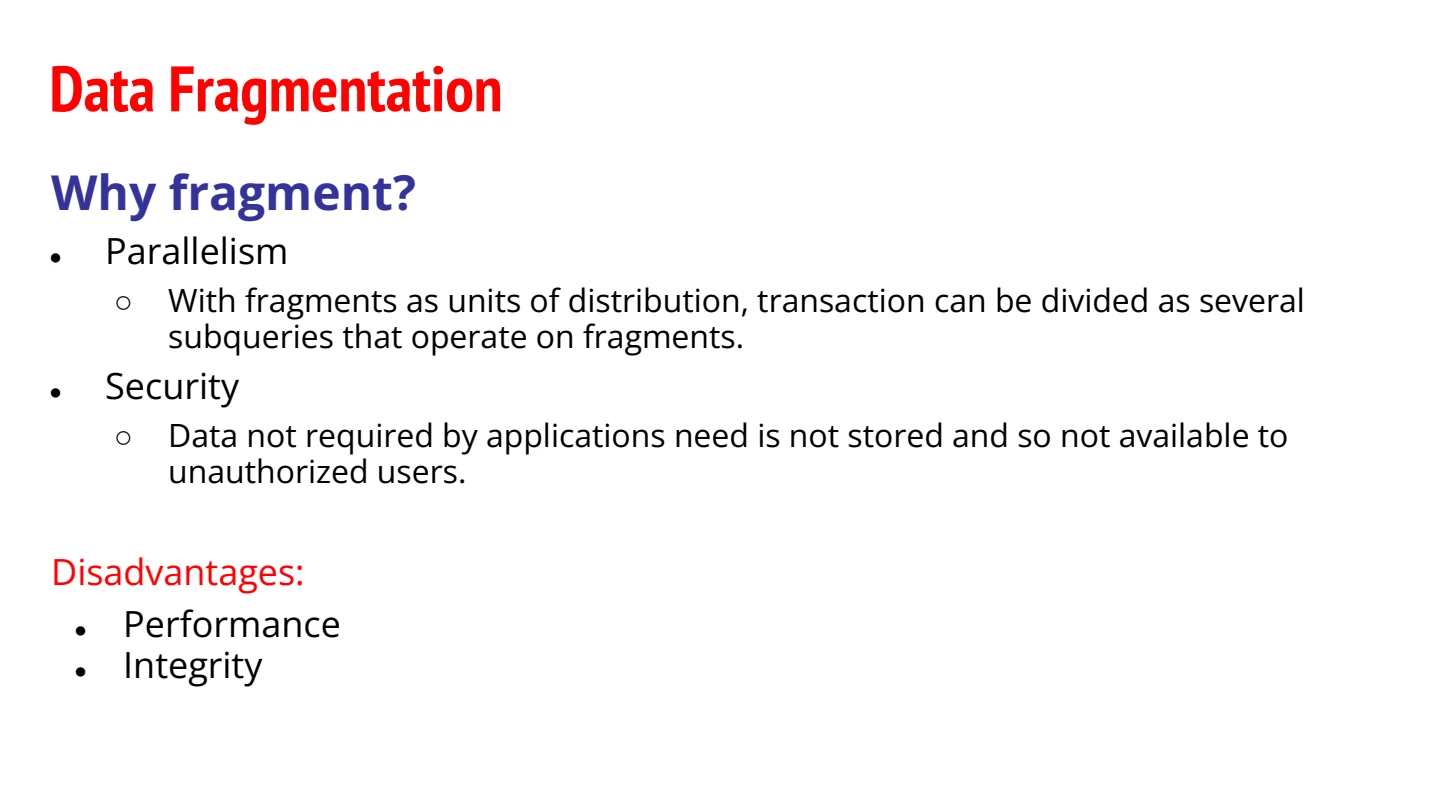 Data Fragmentation
Why fragment?
● Parallelism
○ With fragments as units of distribution, transaction can be divided as several
subqueries that operate on fragments.
● Security
○ Data not required by applications need is not stored and so not available to
unauthorized users.
Disadvantages:
● Performance
● Integrity